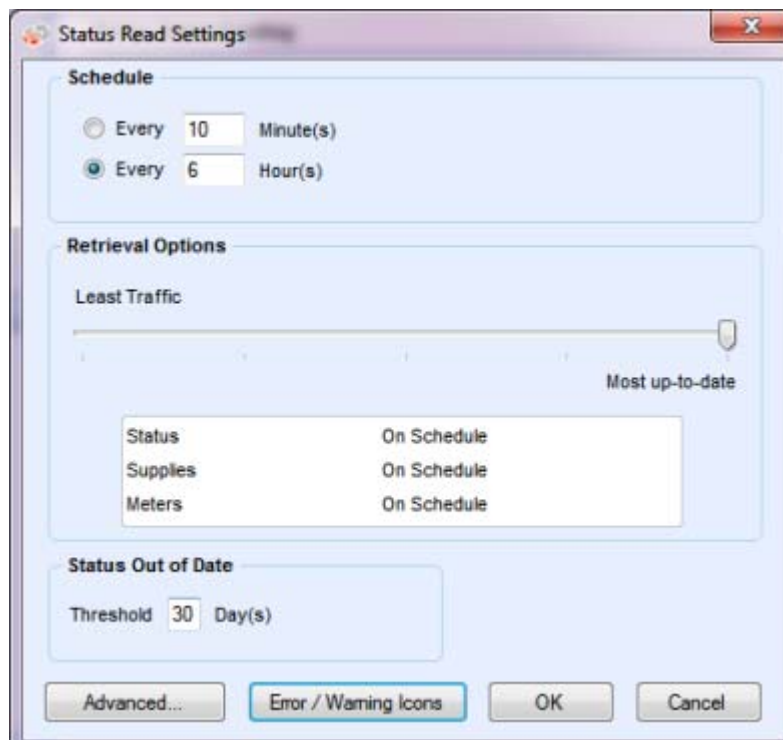 Status Read Settings
Schedule
Every 10 Minute(s)
Every 6 Hour(s)
Retrieval Options
Least Traffic
Most up-to-date
Status On Schedule
Supplies On Schedule
Meters On Schedule
Status Out of Date
Threshold 30 Day(s)
Advanced... Error / Warning Icons OK Cancel